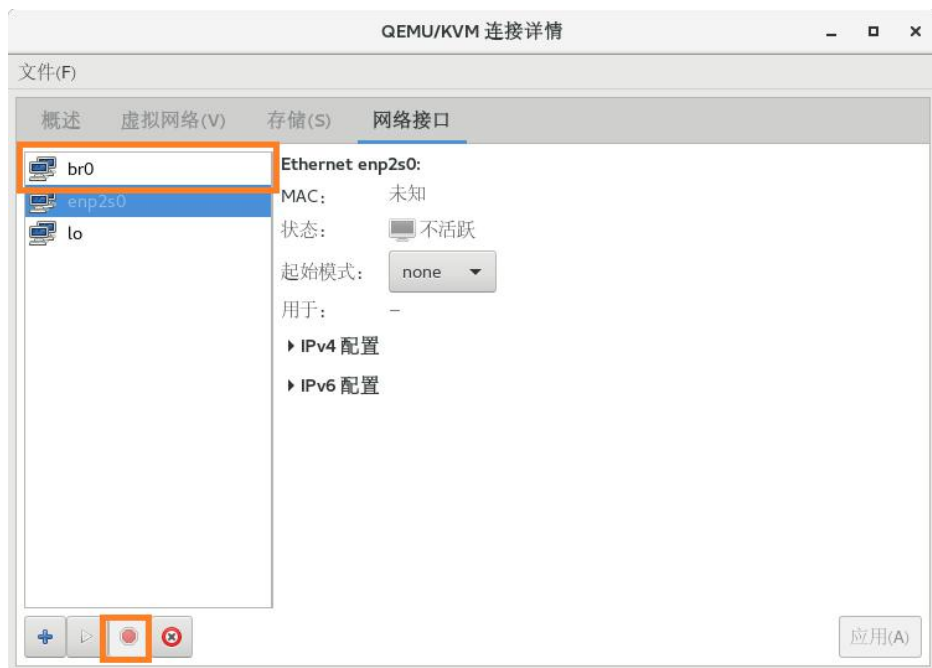 QEMU/KVM 连接详情
文件(F)
概述 虚拟网络(V) 存储(S) 网络接口
br0
enp2s0
lo
Ethernet enp2s0:
MAC: 未知
状态: 不活跃
起始模式: none
用于: –
IPv4 配置
IPv6 配置
应用(A)